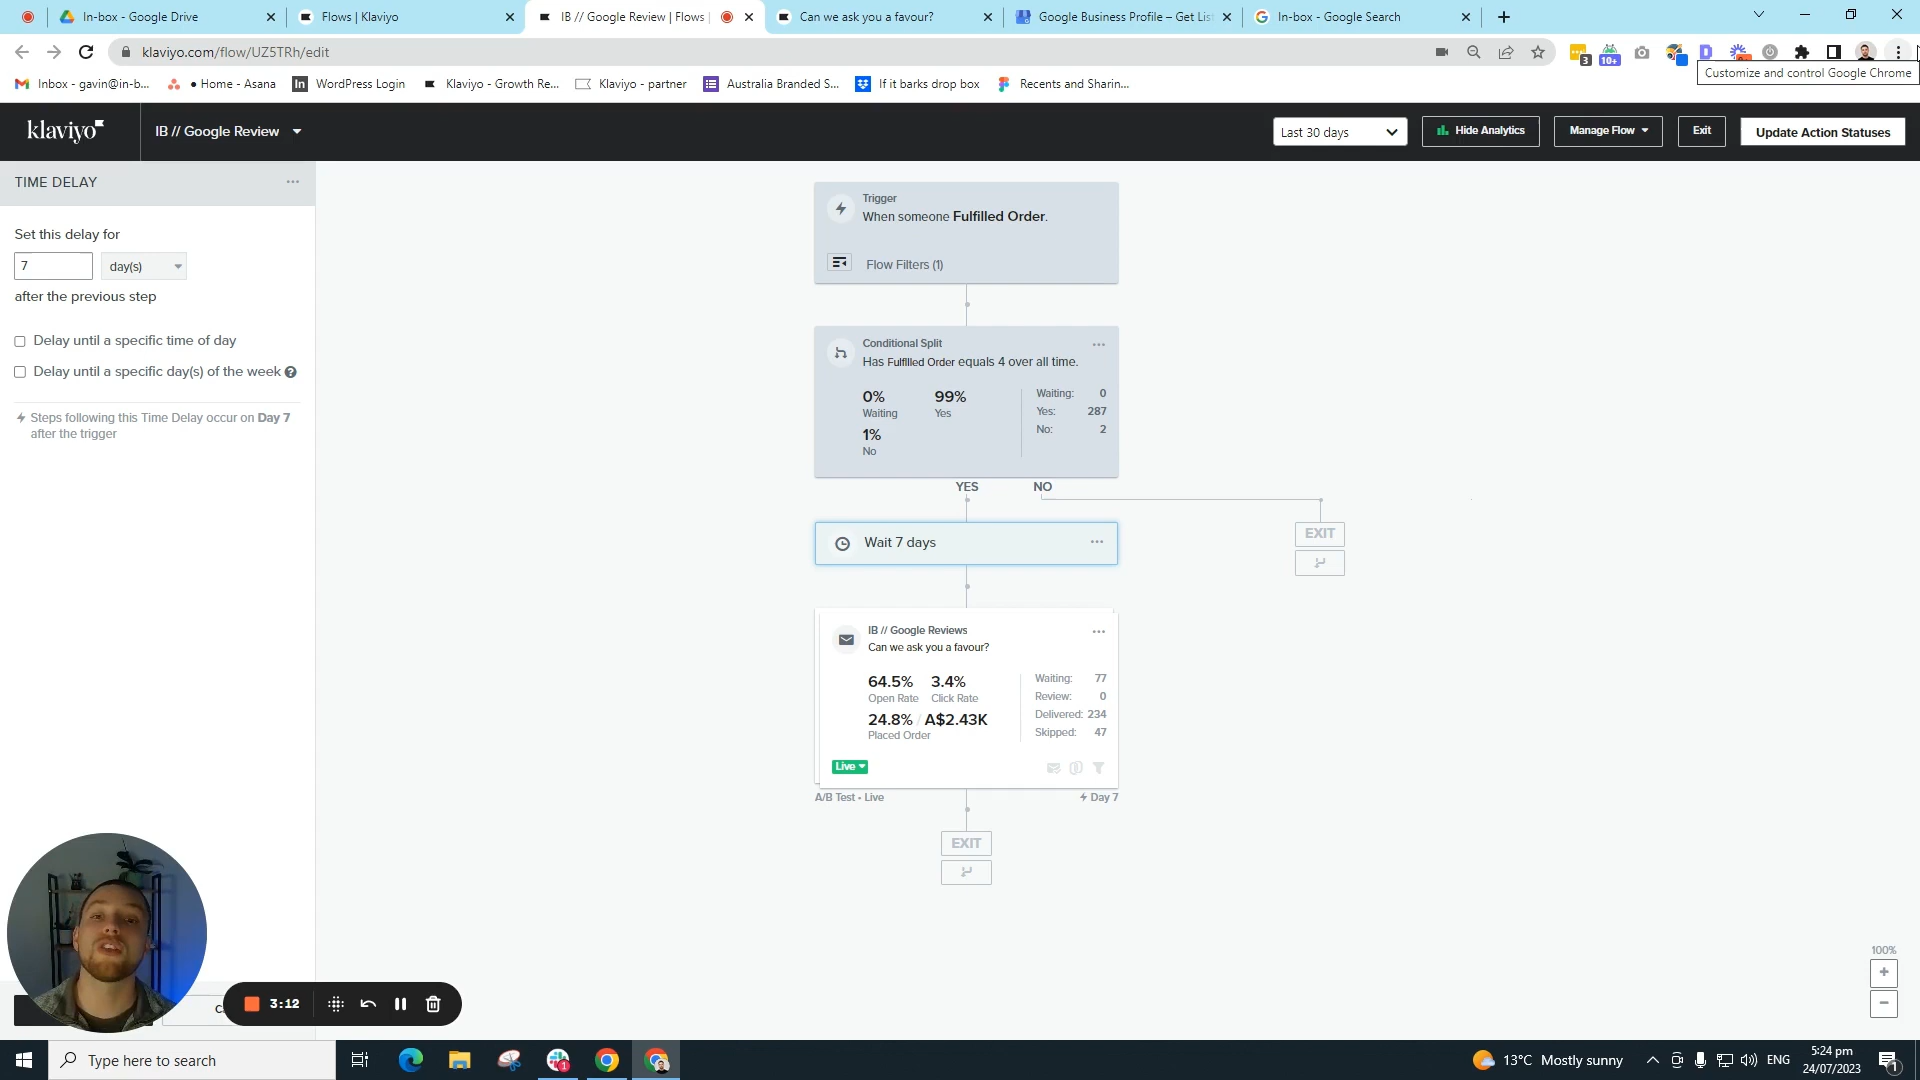 In-box - Google Drive
Flows | Klaviyo
IB // Google Review | Flows |
Can we ask you a favour?
Google Business Profile – Get List
In-box - Google Search
klaviyo.com/flow/UZ5TRh/edit
3
10+
Customize and control Google Chrome
Inbox - gavin@in-b...
● Home - Asana
In WordPress Login
Klaviyo - Growth Re...
Klaviyo - partner
Australia Branded S...
If it barks drop box
Recents and Sharin...
klaviyo
IB // Google Review
Last 30 days
Hide Analytics
Manage Flow
Exit
Update Action Statuses
TIME DELAY
Set this delay for
7
day(s)
after the previous step
Delay until a specific time of day
Delay until a specific day(s) of the week
Steps following this Time Delay occur on Day 7
after the trigger
Trigger
When someone Fulfilled Order.
Flow Filters (1)
Conditional Split
Has Fulfilled Order equals 4 over all time.
0%
Waiting
99%
Yes
1%
No
Waiting: 0
Yes: 287
No: 2
YES
NO
Wait 7 days
EXIT
IB // Google Reviews
Can we ask you a favour?
64.5%
Open Rate
3.4%
Click Rate
24.8% / A$2.43K
Placed Order
Waiting: 77
Review: 0
Delivered: 234
Skipped: 47
Live
A/B Test • Live
Day 7
EXIT
100%
+
−
3:12
Type here to search
1
13°C Mostly sunny
ENG
5:24 pm
24/07/2023
1